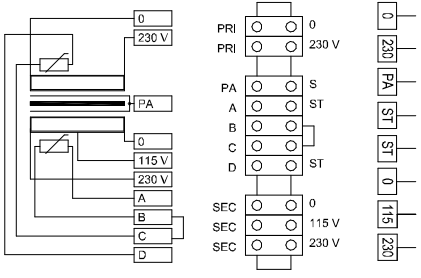 0
230 V
PA
0
115 V
230 V
A
B
C
D
PRI 0
PRI 230 V
PA S
A ST
B
C
D ST
SEC 0
SEC 115 V
SEC 230 V
0
230
PA
ST
ST
0
115
230